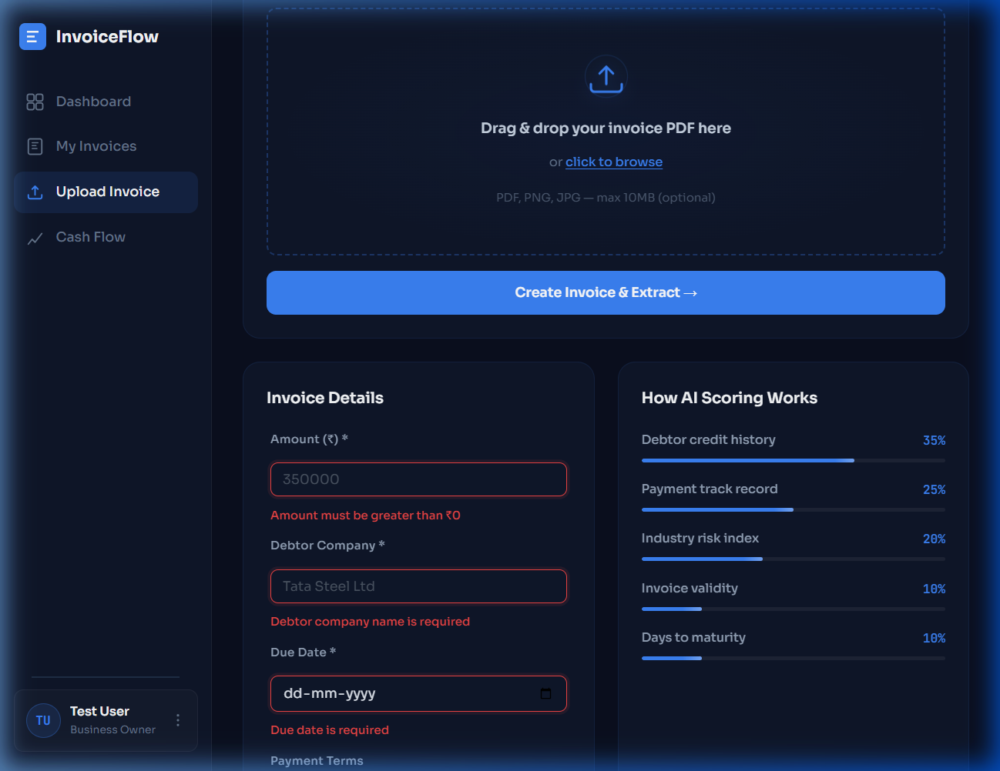 InvoiceFlow
Dashboard
My Invoices
Upload Invoice
Cash Flow
TU
Test User
Business Owner
Drag & drop your invoice PDF here
or click to browse
PDF, PNG, JPG — max 10MB (optional)
Create Invoice & Extract →
Invoice Details
Amount (₹) *
350000
Amount must be greater than ₹0
Debtor Company *
Tata Steel Ltd
Debtor company name is required
Due Date *
dd-mm-yyyy
Due date is required
Payment Terms
How AI Scoring Works
Debtor credit history 35%
Payment track record 25%
Industry risk index 20%
Invoice validity 10%
Days to maturity 10%